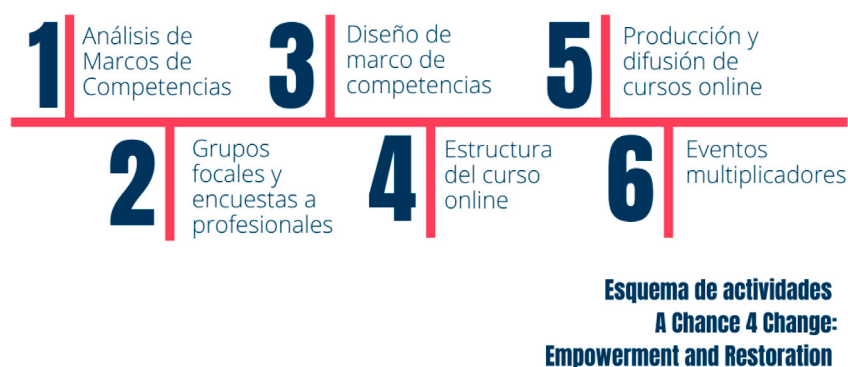 1
Análisis de
Marcos de
Competencias
2
Grupos
focales y
encuestas a
profesionales
3
Diseño de
marco de
competencias
4
Estructura
del curso
online
5
Producción y
difusión de
cursos online
6
Eventos
multiplicadores
Esquema de actividades
A Chance 4 Change:
Empowerment and Restoration